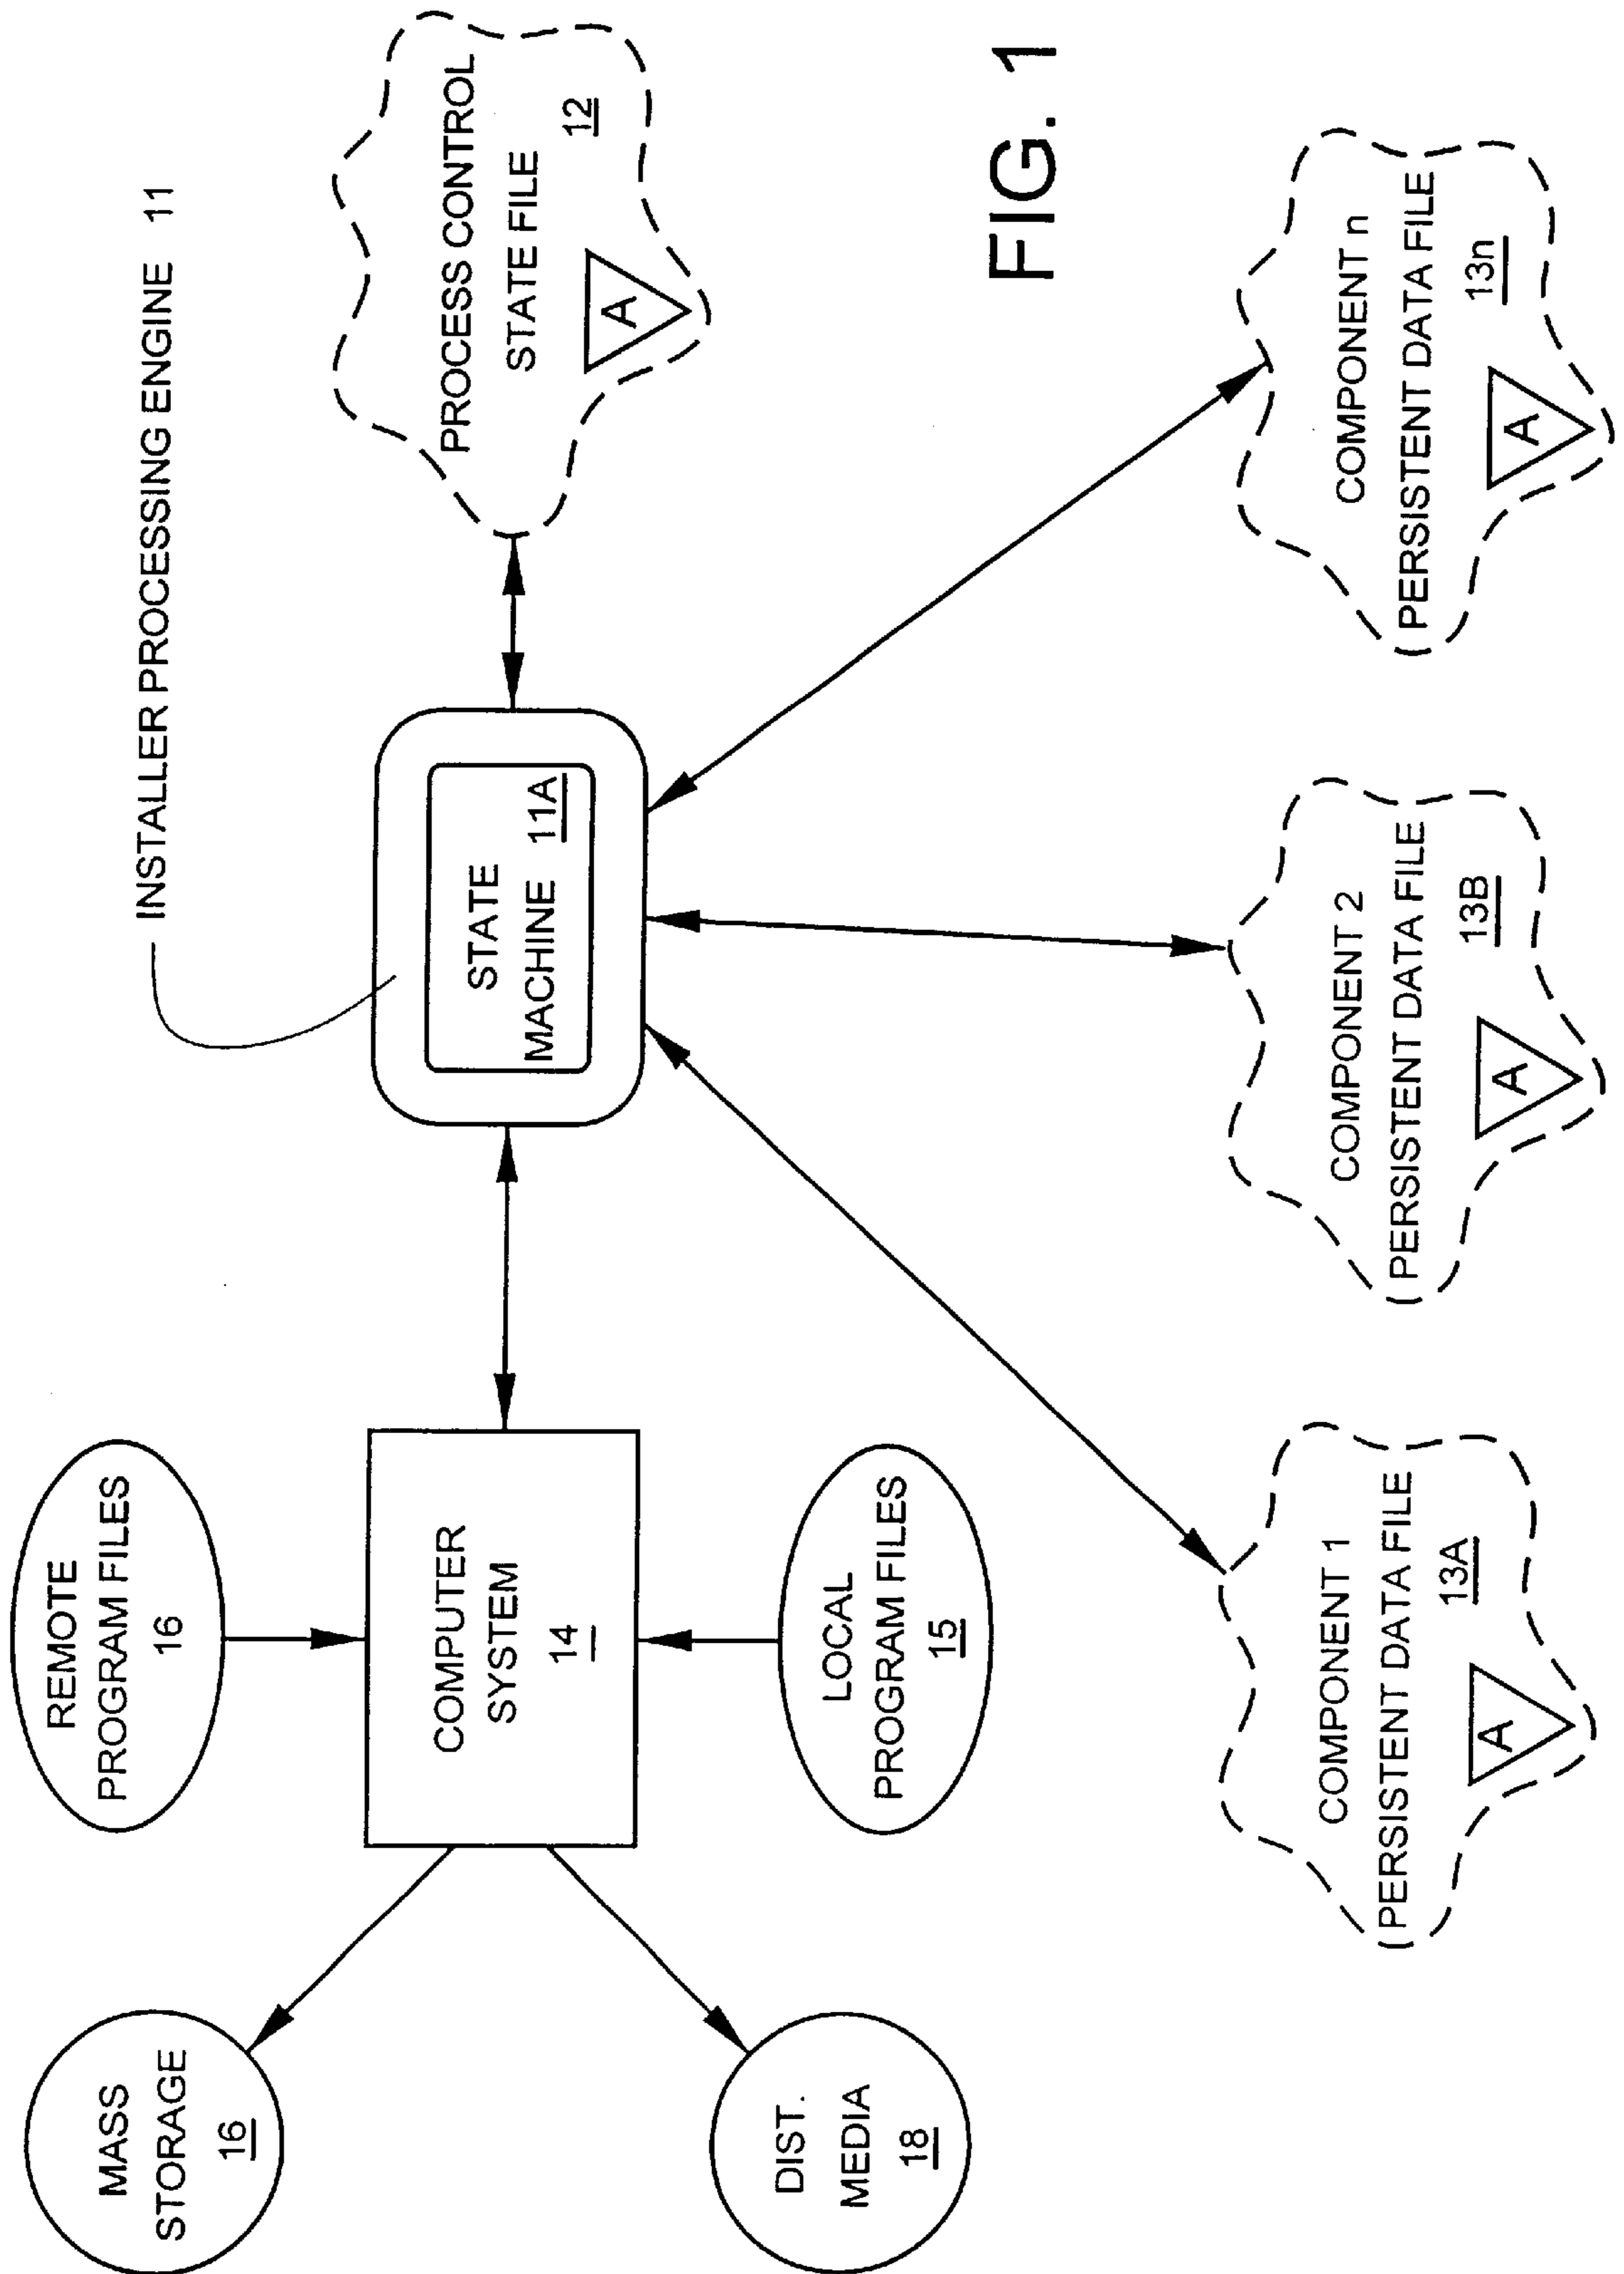 INSTALLER PROCESSING ENGINE 11
REMOTE
PROGRAM FILES
16
MASS
STORAGE
16
COMPUTER
SYSTEM
14
STATE
MACHINE 11A
PROCESS CONTROL
STATE FILE 12
A
DIST.
MEDIA
18
LOCAL
PROGRAM FILES
15
FIG. 1
COMPONENT 1
PERSISTENT DATA FILE
13A
A
COMPONENT 2
PERSISTENT DATA FILE
13B
A
COMPONENT n
PERSISTENT DATA FILE
13n
A